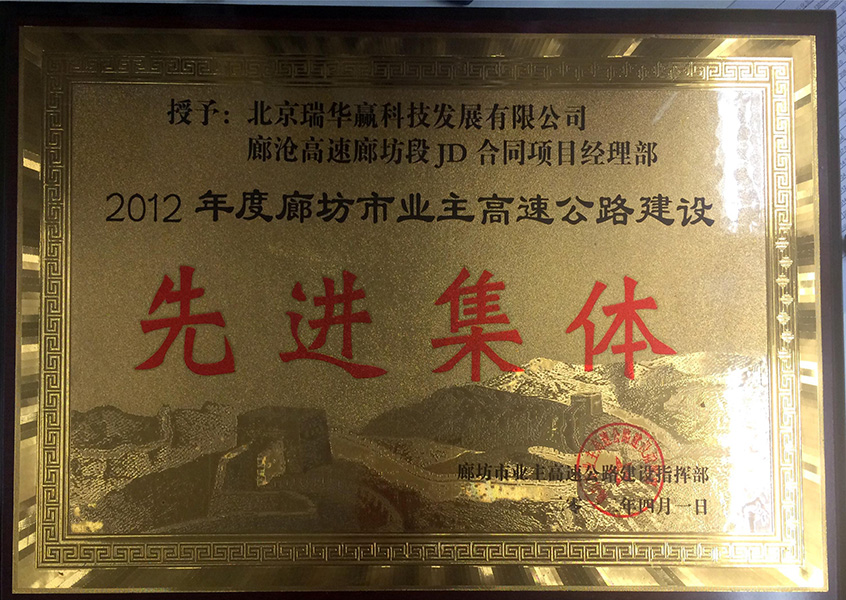 授予：北京瑞华赢科技发展有限公司
廊沧高速廊坊段JD合同项目经理部
2012年度廊坊市业主高速公路建设
先进集体
廊坊市业主高速公路建设指挥部
年四月一日